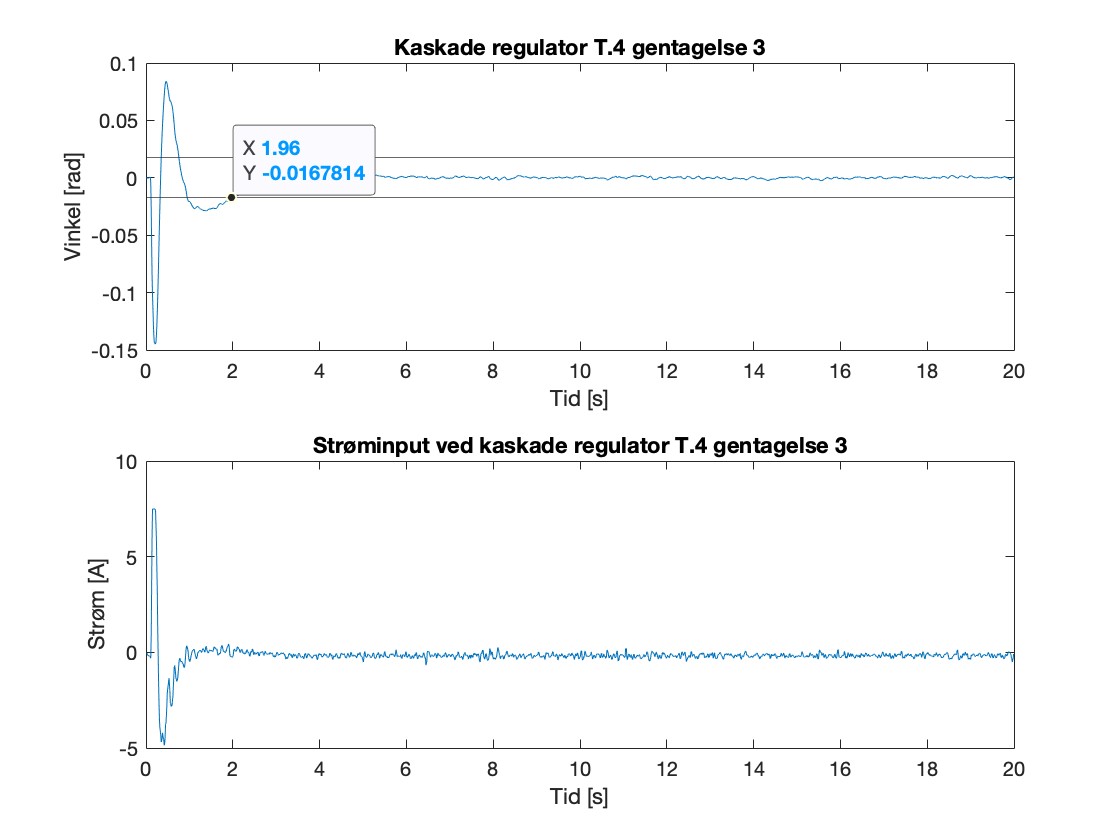 Kaskade regulator T.4 gentagelse 3
0.1
0.05
0
-0.05
-0.1
-0.15
Vinkel [rad]
X 1.96
Y -0.0167814
0 2 4 6 8 10 12 14 16 18 20
Tid [s]
Strøminput ved kaskade regulator T.4 gentagelse 3
10
5
0
-5
Strøm [A]
0 2 4 6 8 10 12 14 16 18 20
Tid [s]